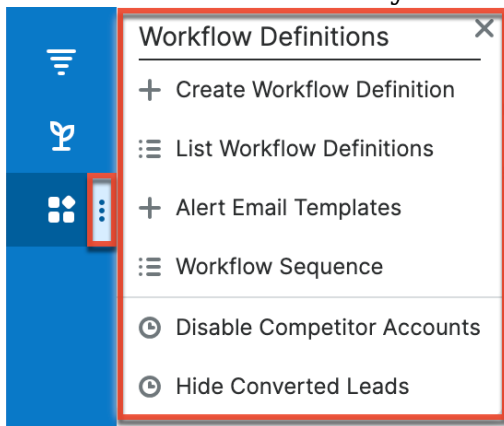 Workflow Definitions
Create Workflow Definition
List Workflow Definitions
Alert Email Templates
Workflow Sequence
Disable Competitor Accounts
Hide Converted Leads